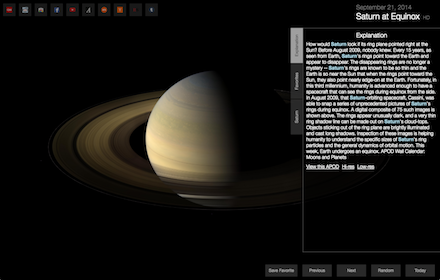 September 21, 2014
Saturn at Equinox HD
Explanation
Favorites
Saturn
Explanation
How would Saturn look if its ring plane pointed right at the
Sun? Before August 2009, nobody knew. Every 15 years, as
seen from Earth, Saturn's rings point toward the Earth and
appear to disappear. The disappearing rings are no longer a
mystery -- Saturn's rings are known to be so thin and the
Earth is so near the Sun that when the rings point toward the
Sun, they also point nearly edge-on at the Earth. Fortunately, in
this third millennium, humanity is advanced enough to have a
spacecraft that can see the rings during equinox from the side.
In August 2009, that Saturn-orbiting spacecraft, Cassini, was
able to snap a series of unprecedented pictures of Saturn's
rings during equinox. A digital composite of 75 such images is
shown above. The rings appear unusually dark, and a very thin
ring shadow line can be made out on Saturn's cloud-tops.
Objects sticking out of the ring plane are brightly illuminated
and cast long shadows. Inspection of these images is helping
humanity to understand the specific sizes of Saturn's ring
particles and the general dynamics of orbital motion. This
week, Earth undergoes an equinox. APOD Wall Calendar:
Moons and Planets
View this APOD Hi-res Low-res
Save Favorite Previous Next Random Today